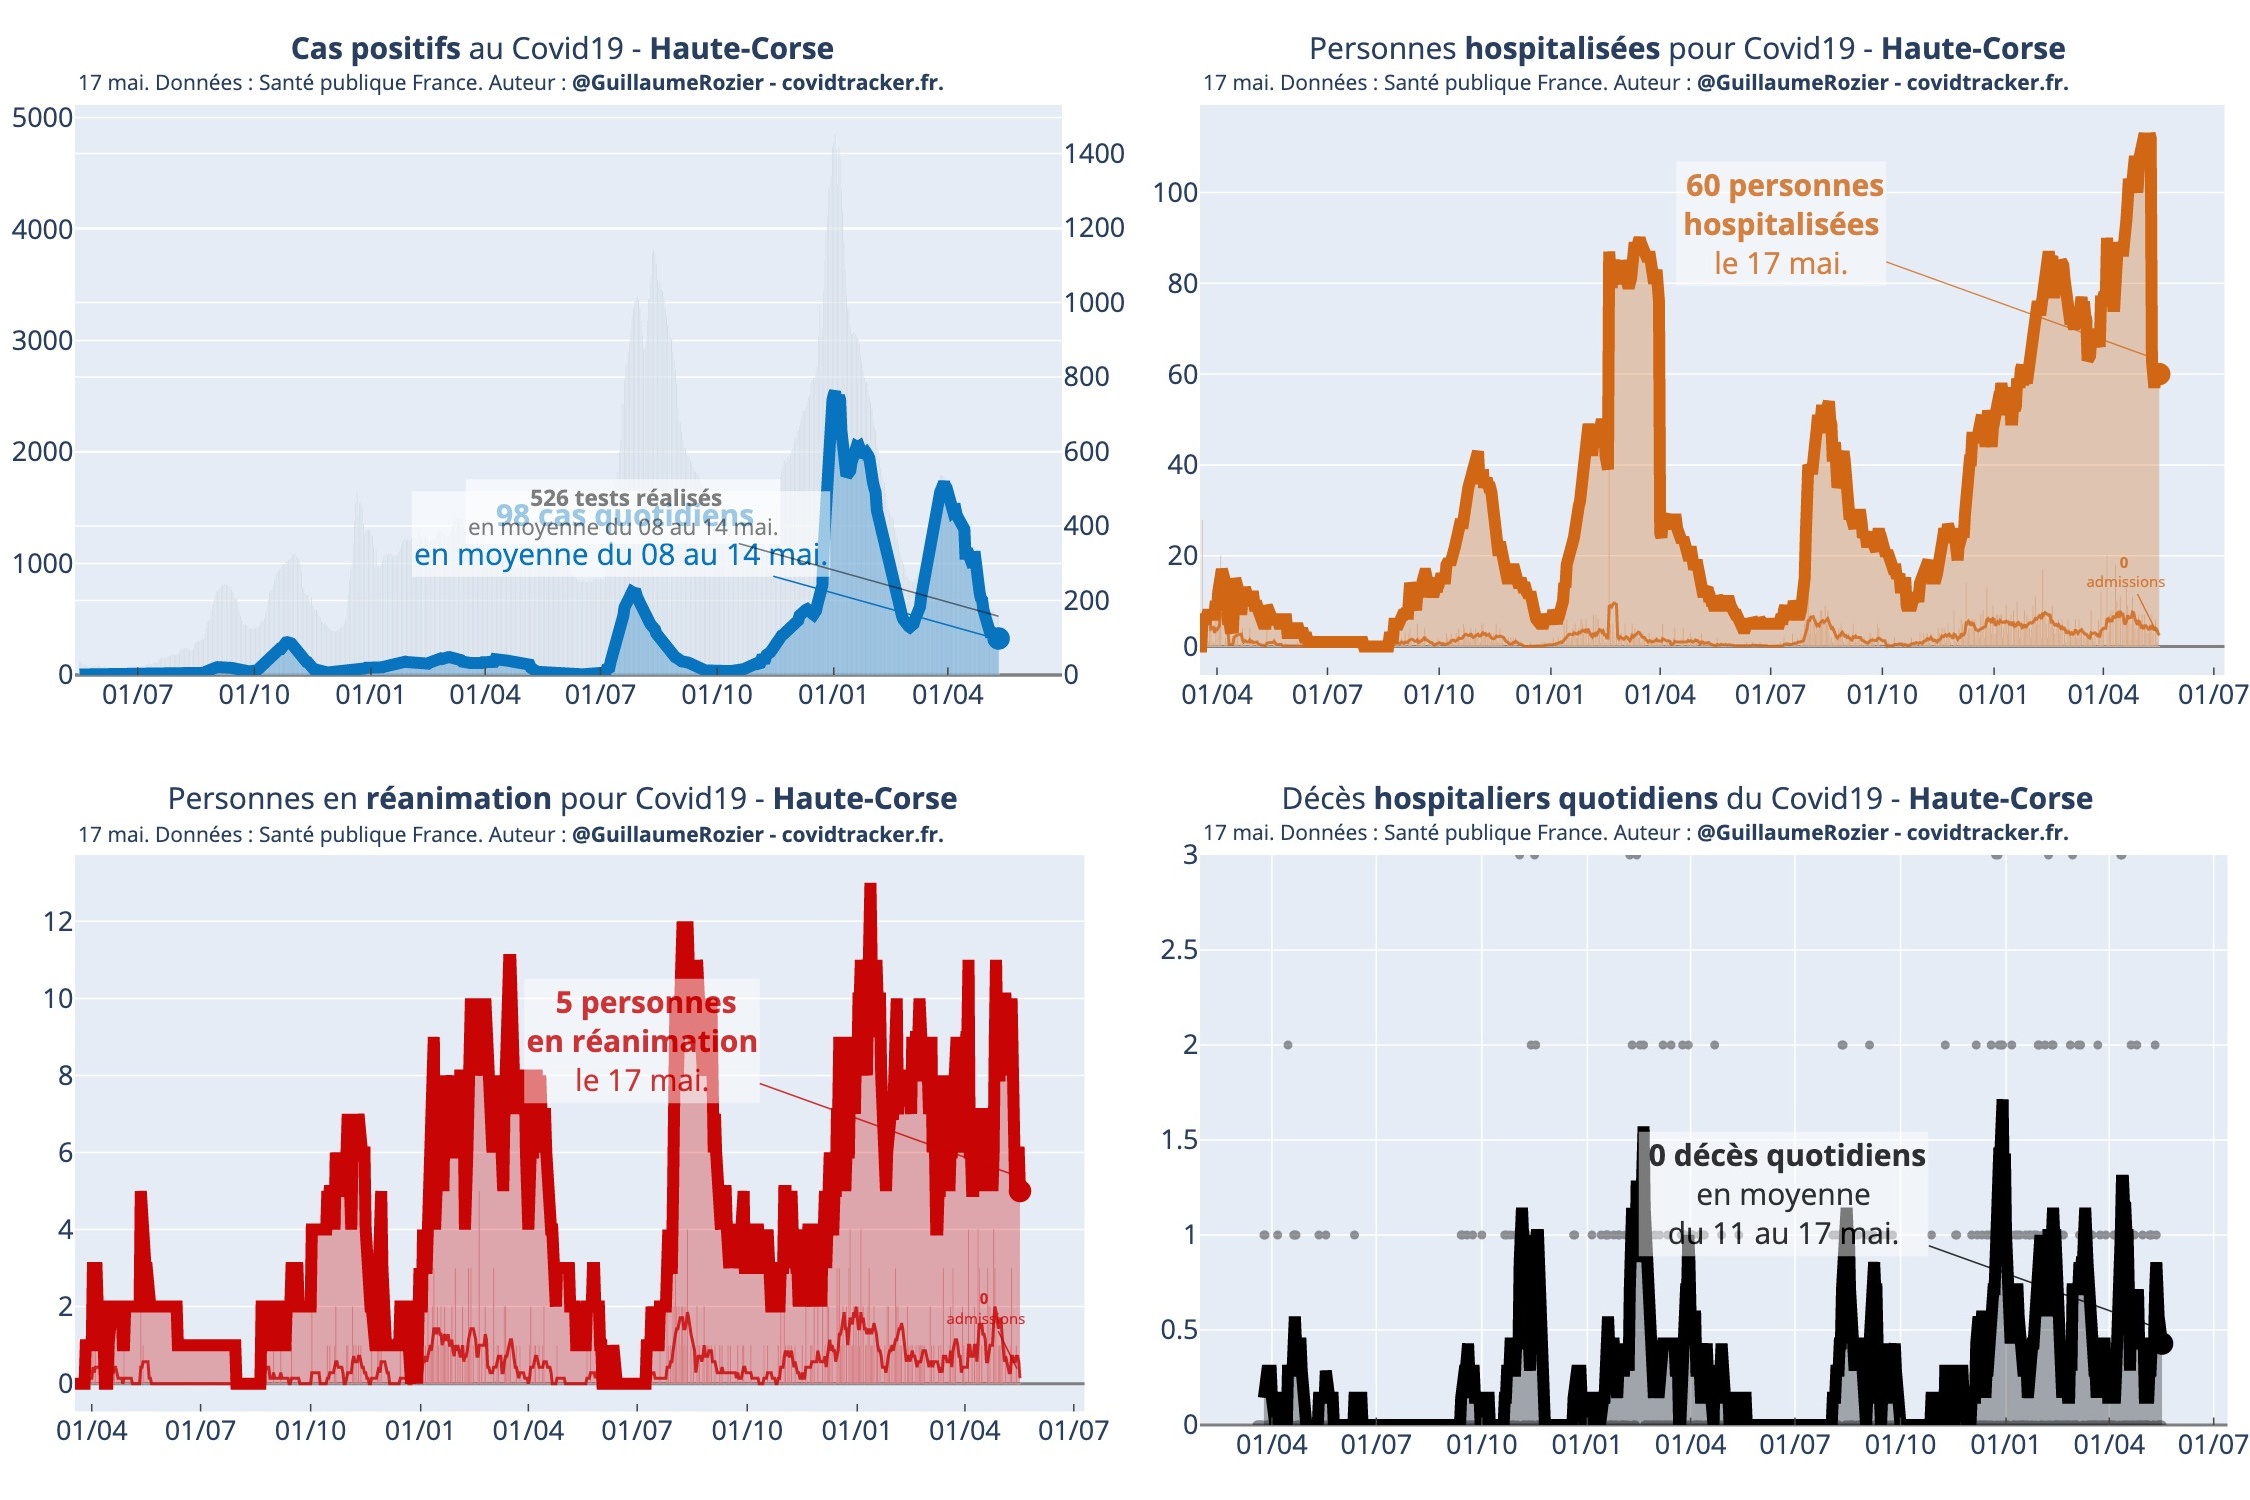 Cas positifs au Covid19 - Haute-Corse
17 mai. Données : Santé publique France. Auteur : @GuillaumeRozier - covidtracker.fr.
5000
4000
3000
2000
1000
0
1400
1200
1000
800
600
400
200
0
526 tests réalisés
en moyenne du 08 au 14 mai.
98 cas quotidiens
en moyenne du 08 au 14 mai.
01/07 01/10 01/01 01/04 01/07 01/10 01/01 01/04
Personnes hospitalisées pour Covid19 - Haute-Corse
17 mai. Données : Santé publique France. Auteur : @GuillaumeRozier - covidtracker.fr.
100
80
60
40
20
0
60 personnes
hospitalisées
le 17 mai.
0
admissions
01/04 01/07 01/10 01/01 01/04 01/07 01/10 01/01 01/04 01/07
Personnes en réanimation pour Covid19 - Haute-Corse
17 mai. Données : Santé publique France. Auteur : @GuillaumeRozier - covidtracker.fr.
12
10
8
6
4
2
0
5 personnes
en réanimation
le 17 mai.
0
admissions
01/04 01/07 01/10 01/01 01/04 01/07 01/10 01/01 01/04 01/07
Décès hospitaliers quotidiens du Covid19 - Haute-Corse
17 mai. Données : Santé publique France. Auteur : @GuillaumeRozier - covidtracker.fr.
3
2.5
2
1.5
1
0.5
0
0 décès quotidiens
en moyenne
du 11 au 17 mai.
01/04 01/07 01/10 01/01 01/04 01/07 01/10 01/01 01/04 01/07